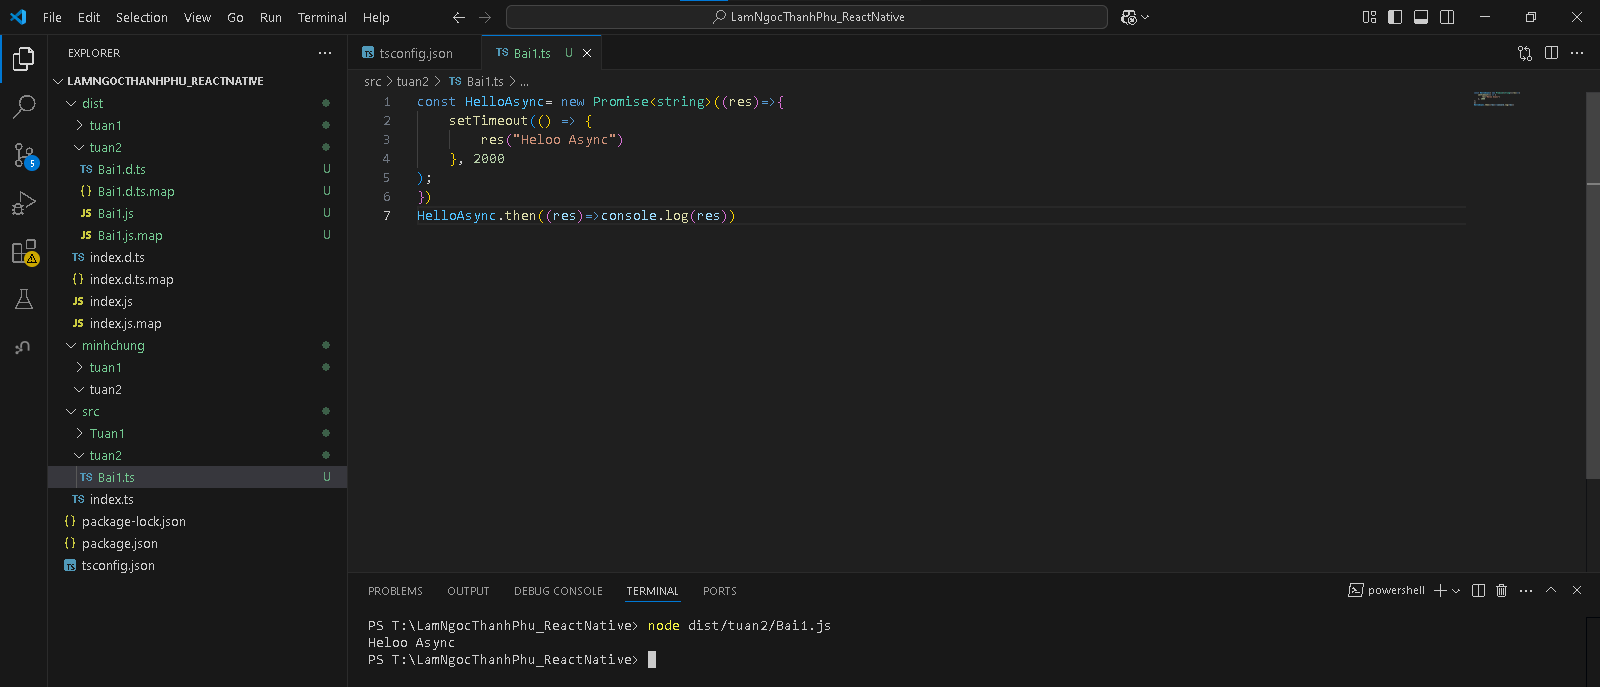 File Edit Selection View Go Run Terminal Help
LamNgocThanhPhu_ReactNative
EXPLORER
LAMNGOCTHANHPHU_REACTNATIVE
dist
tuan1
tuan2
TS Bai1.d.ts U
{} Bai1.d.ts.map U
JS Bai1.js U
JS Bai1.js.map U
TS index.d.ts
{} index.d.ts.map
JS index.js
JS index.js.map
minhchung
tuan1
tuan2
src
Tuan1
tuan2
TS Bai1.ts U
TS index.ts
{} package-lock.json
{} package.json
TS tsconfig.json
5
TS tsconfig.json
TS Bai1.ts U
src > tuan2 > TS Bai1.ts > ...
1 const HelloAsync= new Promise<string>((res)=>{
2 setTimeout(() => {
3 res("Heloo Async")
4 }, 2000
5 );
6 })
7 HelloAsync.then((res)=>console.log(res))
PROBLEMS OUTPUT DEBUG CONSOLE TERMINAL PORTS
powershell
PS T:\LamNgocThanhPhu_ReactNative> node dist/tuan2/Bai1.js
Heloo Async
PS T:\LamNgocThanhPhu_ReactNative>